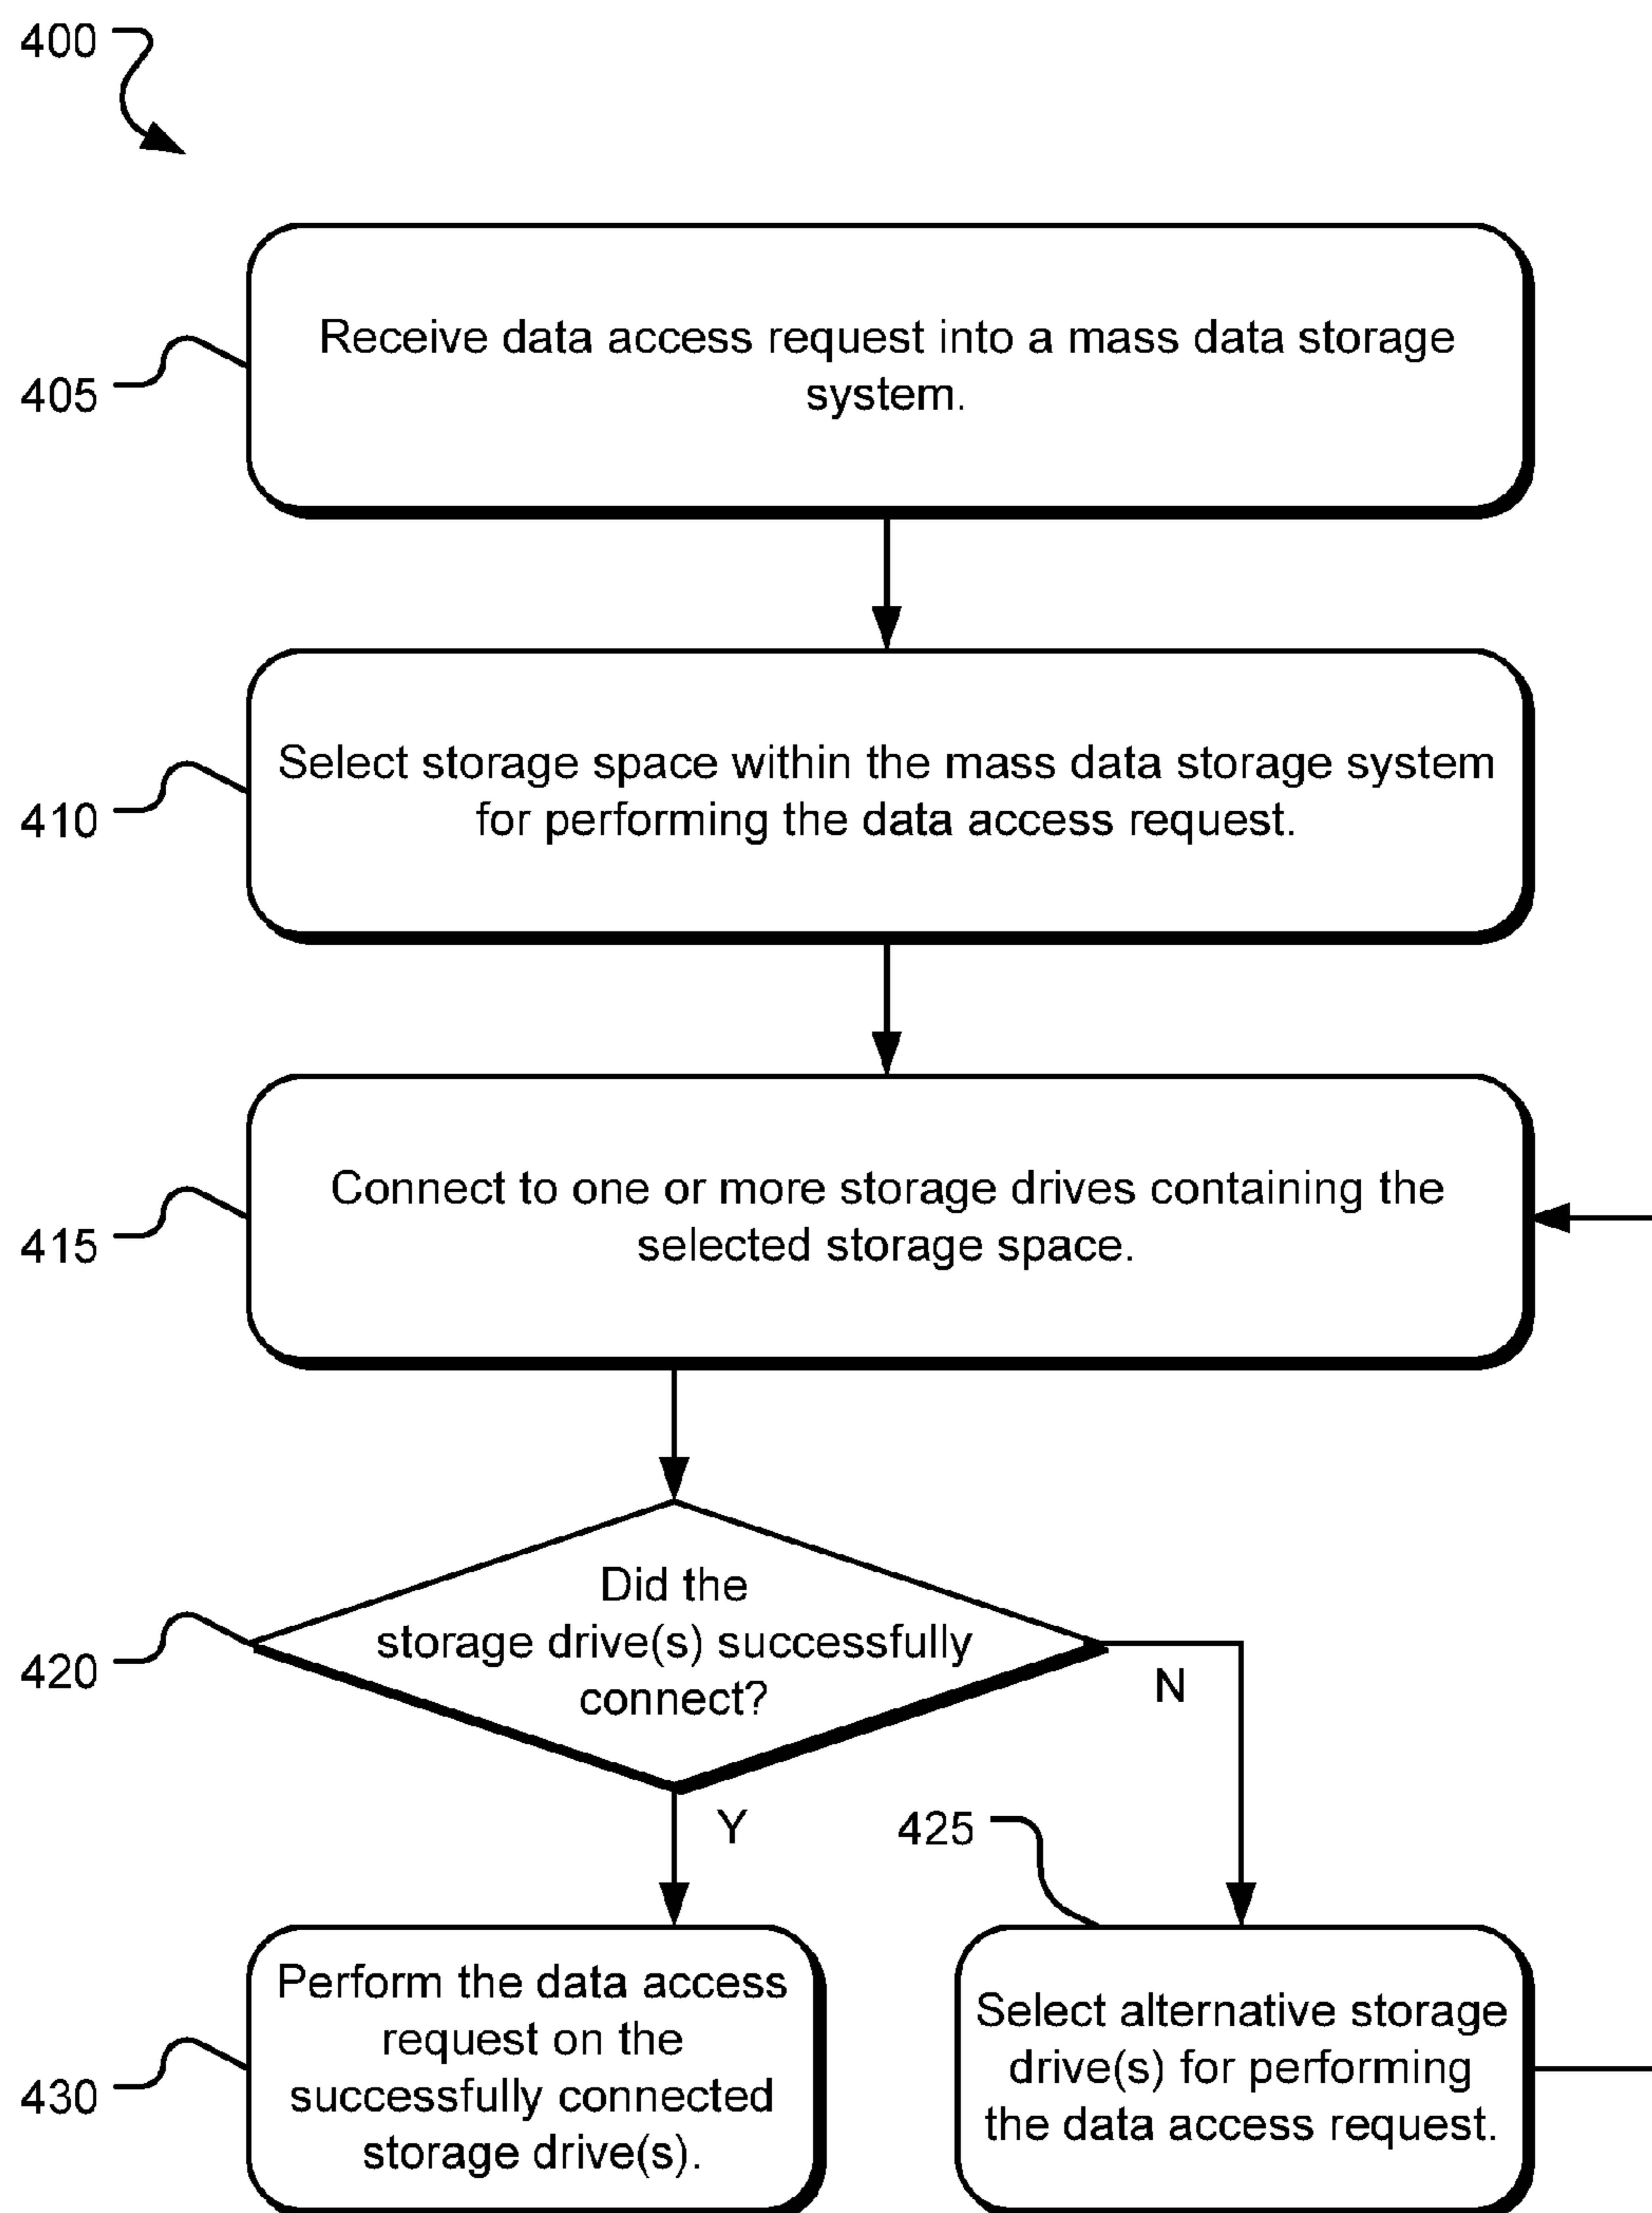 400
Receive data access request into a mass data storage
system.
405
Select storage space within the mass data storage system
for performing the data access request.
410
Connect to one or more storage drives containing the
selected storage space.
415
Did the
storage drive(s) successfully
connect?
420
N
Y
425
Perform the data access
request on the
successfully connected
storage drive(s).
430
Select alternative storage
drive(s) for performing
the data access request.